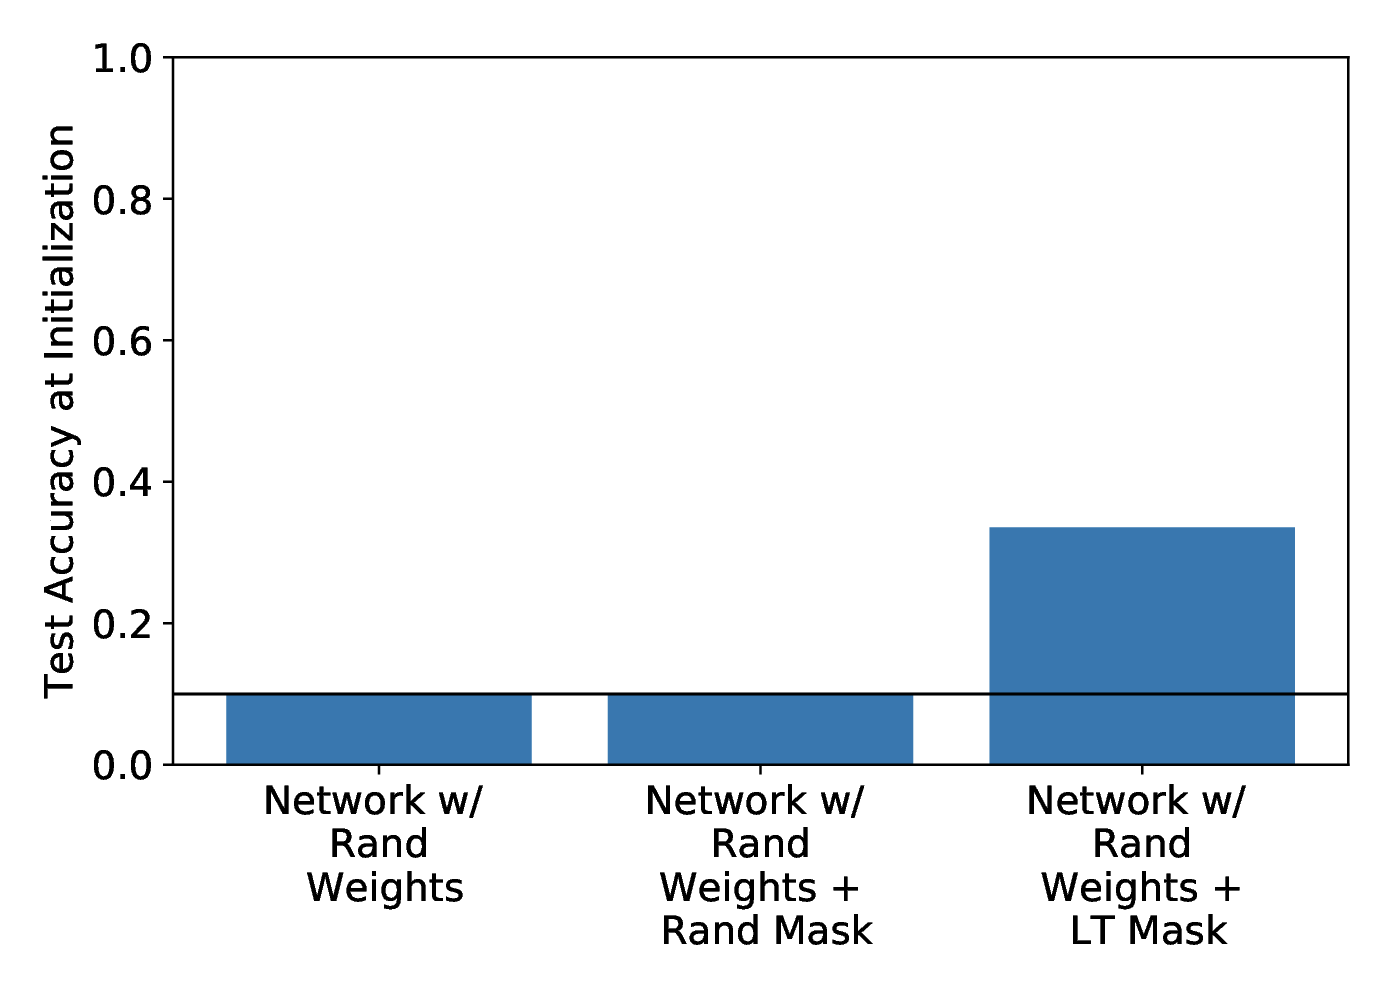 Test Accuracy at Initialization
1.0
0.8
0.6
0.4
0.2
0.0
Network w/
Rand
Weights
Network w/
Rand
Weights +
Rand Mask
Network w/
Rand
Weights +
LT Mask